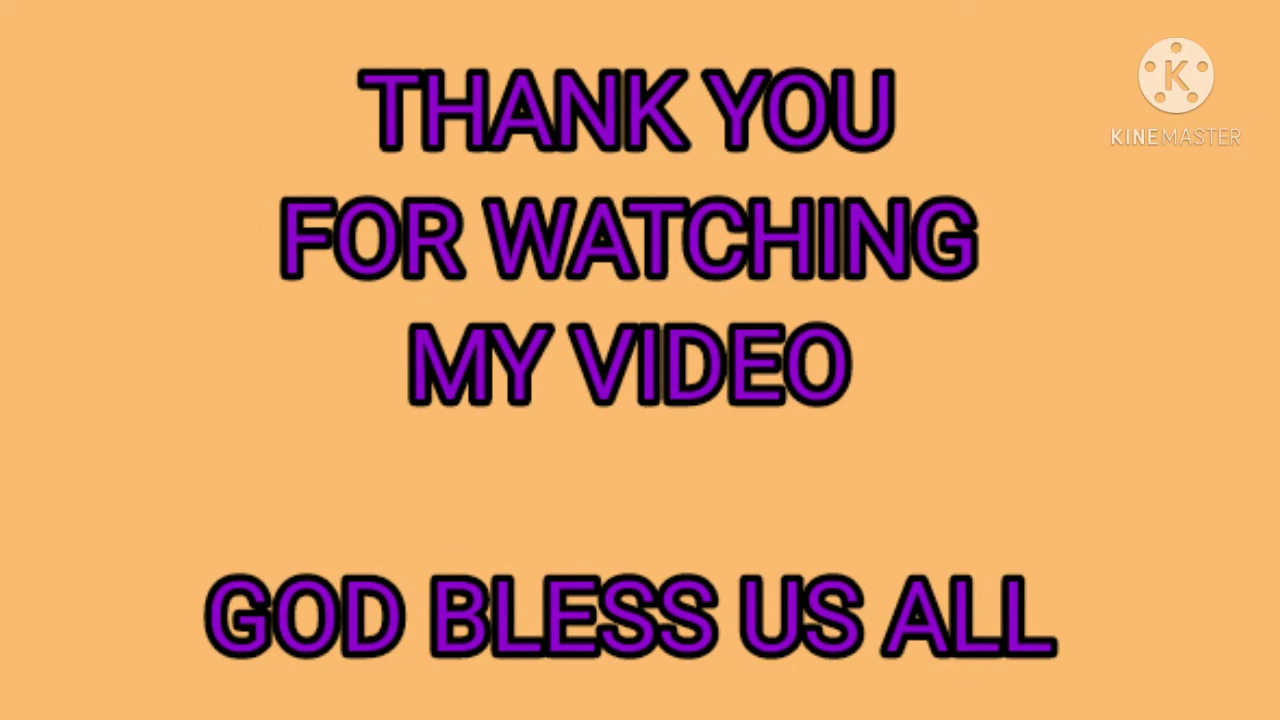 THANK YOU
FOR WATCHING
MY VIDEO
GOD BLESS US ALL
K
KINEMASTER